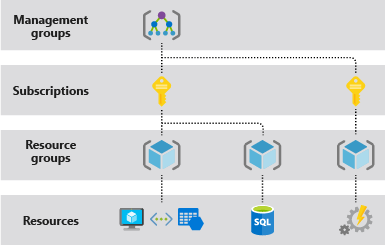 Management
groups
Subscriptions
Resource
groups
Resources
SQL